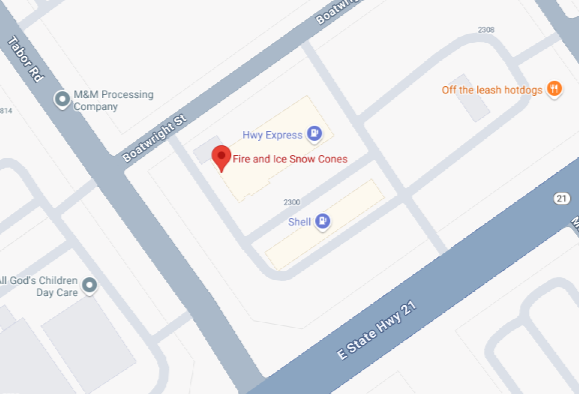 Boatwright
2308
Tabor Rd
M&M Processing
Company
Off the leash hotdogs
814
Boatwright St
Hwy Express
Fire and Ice Snow Cones
21
2300
Shell
All God's Children
Day Care
E State Hwy 21